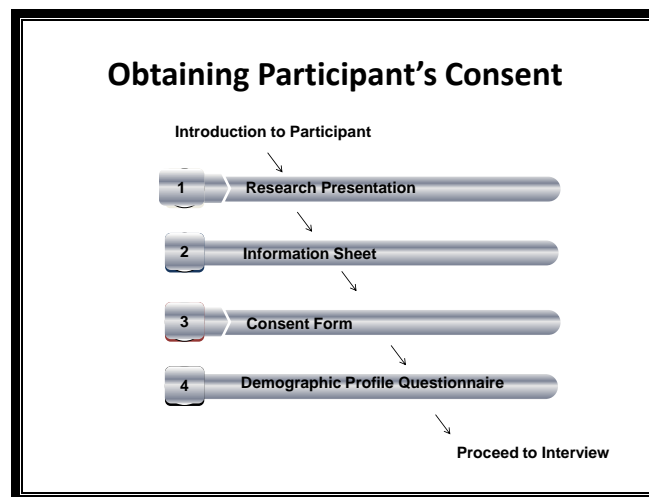 Obtaining Participant’s Consent
Introduction to Participant
1 Research Presentation
2 Information Sheet
3 Consent Form
4 Demographic Profile Questionnaire
Proceed to Interview